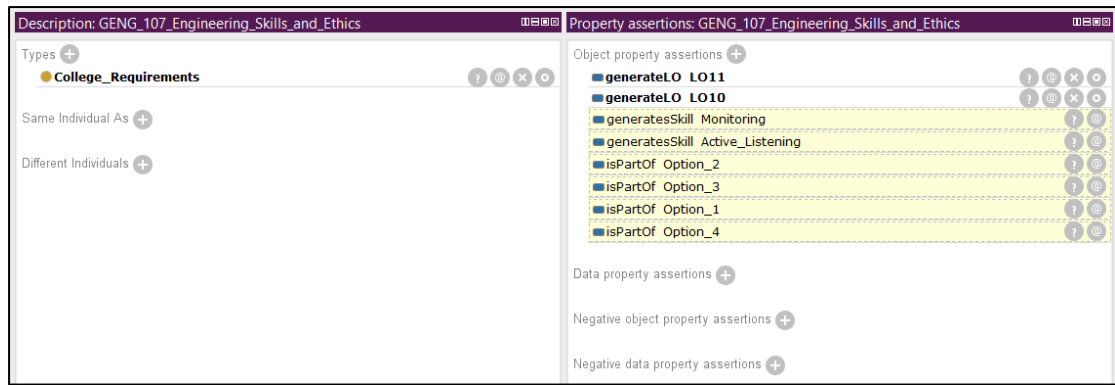 Description: GENG_107_Engineering_Skills_and_Ethics
Types
College_Requirements
Same Individual As
Different Individuals
Property assertions: GENG_107_Engineering_Skills_and_Ethics
Object property assertions
generateLO LO11
generateLO LO10
generatesSkill Monitoring
generatesSkill Active_Listening
isPartOf Option_2
isPartOf Option_3
isPartOf Option_1
isPartOf Option_4
Data property assertions
Negative object property assertions
Negative data property assertions